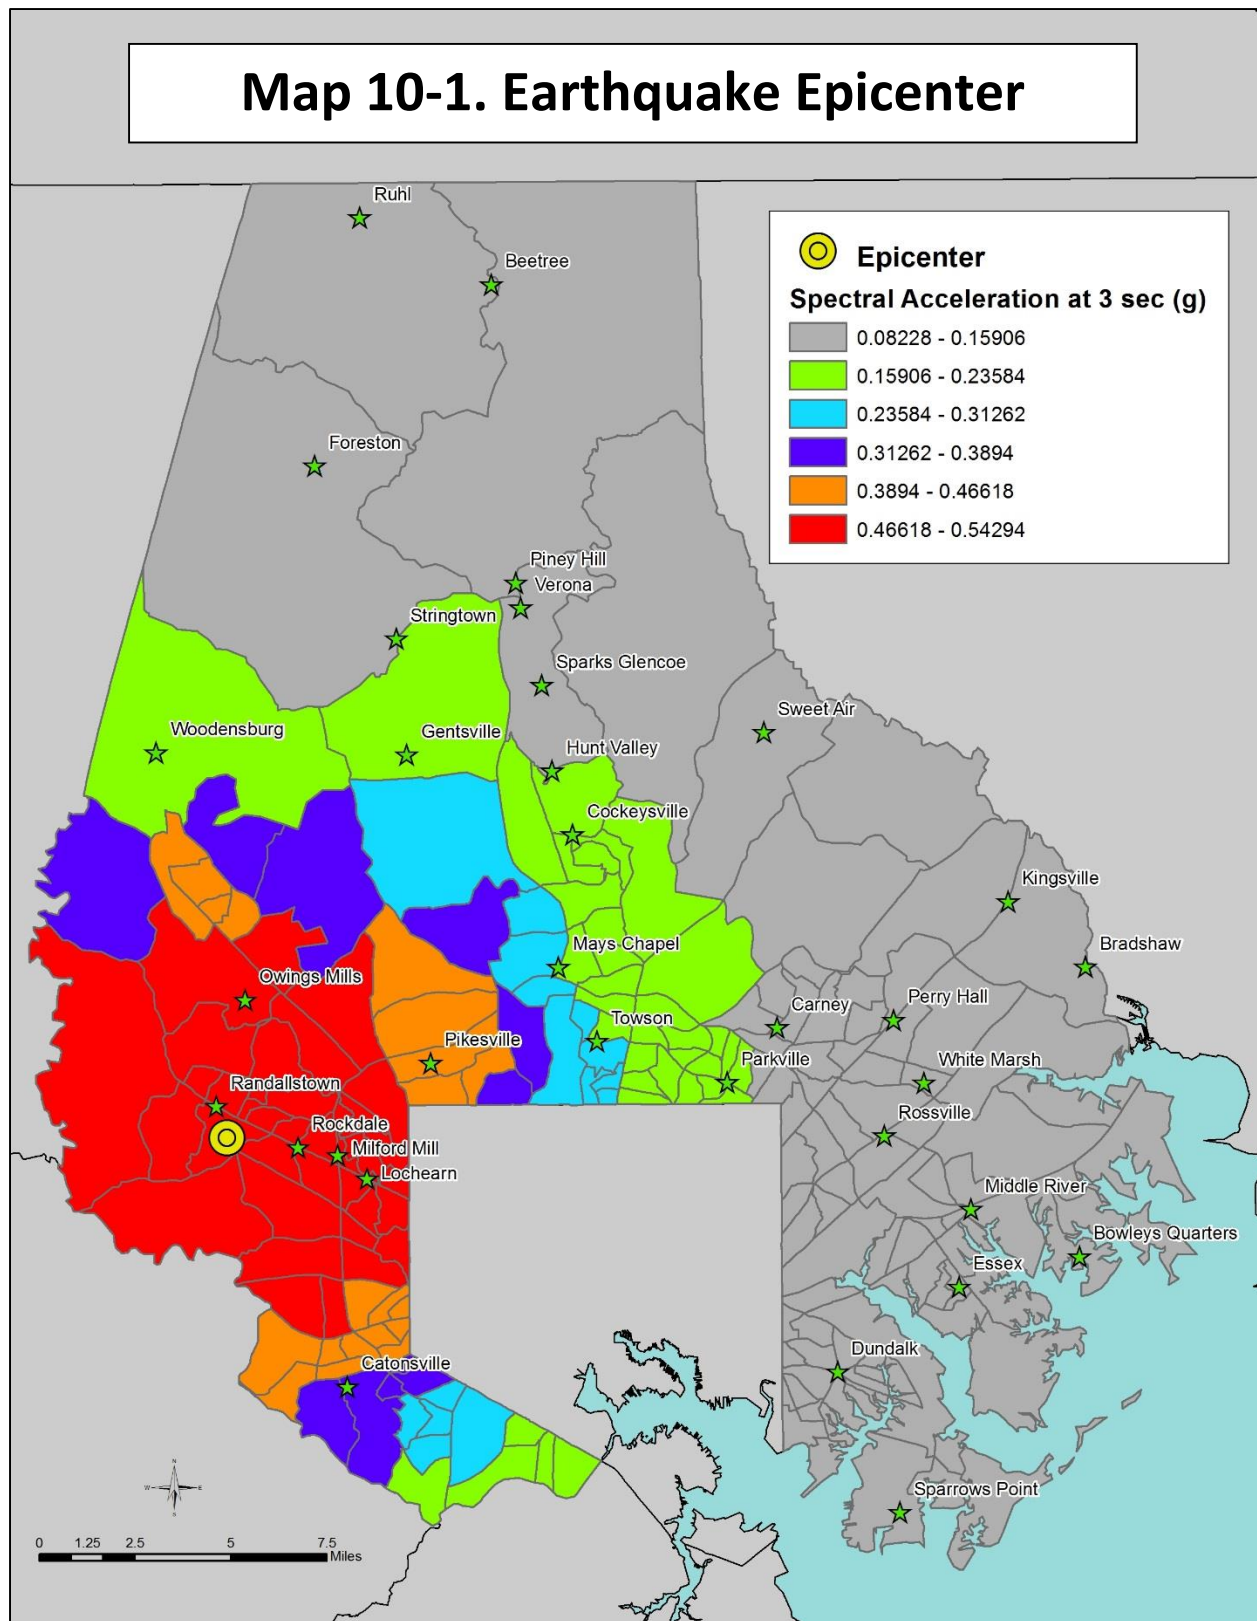 Map 10-1. Earthquake Epicenter
Ruhl
Beetree
Epicenter
Spectral Acceleration at 3 sec (g)
0.08228 - 0.15906
0.15906 - 0.23584
0.23584 - 0.31262
0.31262 - 0.3894
0.3894 - 0.46618
0.46618 - 0.54294
Foreston
Piney Hill
Verona
Stringtown
Sparks Glencoe
Sweet Air
Woodensburg
Gentsville
Hunt Valley
Cockeysville
Kingsville
Mays Chapel
Bradshaw
Owings Mills
Carney
Perry Hall
Towson
Pikesville
Parkville
White Marsh
Randallstown
Rockdale
Rossville
Milford Mill
Lochearn
Middle River
Bowleys Quarters
Essex
Dundalk
Catonsville
Sparrows Point
N
W E
S
0 1.25 2.5 5 7.5
Miles